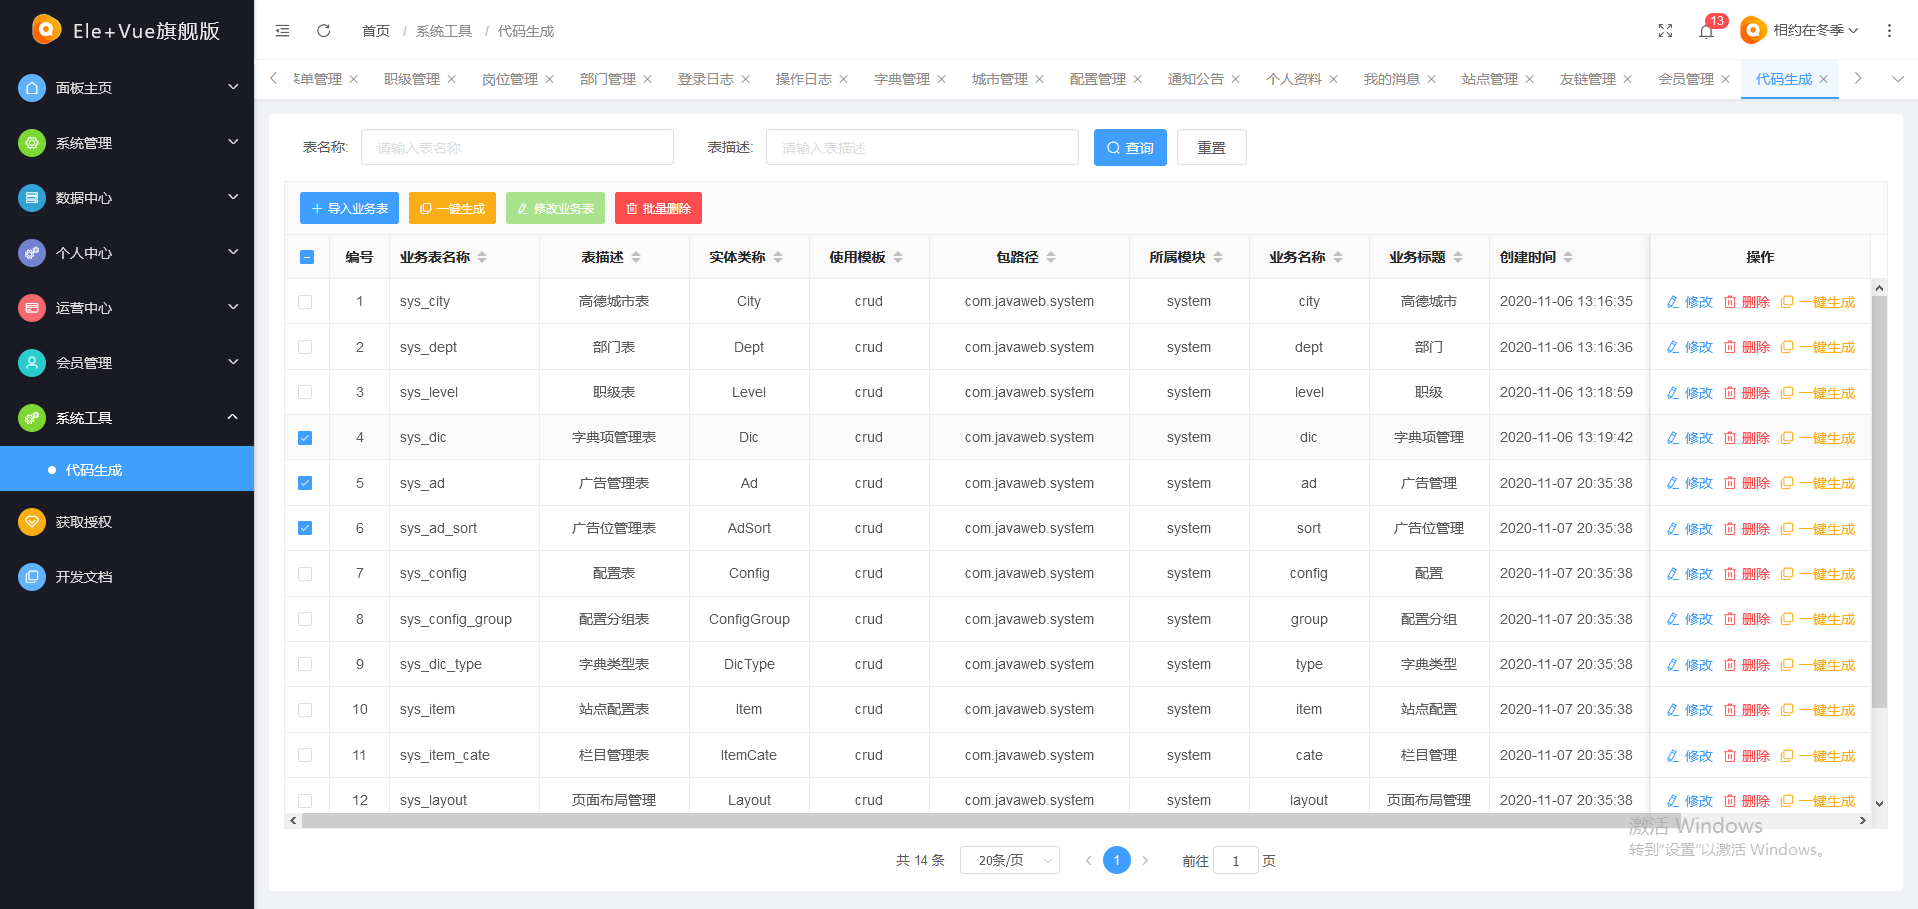 Ele+Vue旗舰版
面板主页
系统管理
数据中心
个人中心
运营中心
会员管理
系统工具
代码生成
获取授权
开发文档
首页 / 系统工具 / 代码生成
13
相约在冬季
菜单管理 职级管理 岗位管理 部门管理 登录日志 操作日志 字典管理 城市管理 配置管理 通知公告 个人资料 我的消息 站点管理 友链管理 会员管理 代码生成
表名称: 请输入表名称 表描述: 请输入表描述 查询 重置
导入业务表 一键生成 修改业务表 批量删除
编号 业务表名称 表描述 实体类称 使用模板 包路径 所属模块 业务名称 业务标题 创建时间 操作
1 sys_city 高德城市表 City crud com.javaweb.system system city 高德城市 2020-11-06 13:16:35 修改 删除 一键生成
2 sys_dept 部门表 Dept crud com.javaweb.system system dept 部门 2020-11-06 13:16:36 修改 删除 一键生成
3 sys_level 职级表 Level crud com.javaweb.system system level 职级 2020-11-06 13:18:59 修改 删除 一键生成
4 sys_dic 字典项管理表 Dic crud com.javaweb.system system dic 字典项管理 2020-11-06 13:19:42 修改 删除 一键生成
5 sys_ad 广告管理表 Ad crud com.javaweb.system system ad 广告管理 2020-11-07 20:35:38 修改 删除 一键生成
6 sys_ad_sort 广告位管理表 AdSort crud com.javaweb.system system sort 广告位管理 2020-11-07 20:35:38 修改 删除 一键生成
7 sys_config 配置表 Config crud com.javaweb.system system config 配置 2020-11-07 20:35:38 修改 删除 一键生成
8 sys_config_group 配置分组表 ConfigGroup crud com.javaweb.system system group 配置分组 2020-11-07 20:35:38 修改 删除 一键生成
9 sys_dic_type 字典类型表 DicType crud com.javaweb.system system type 字典类型 2020-11-07 20:35:38 修改 删除 一键生成
10 sys_item 站点配置表 Item crud com.javaweb.system system item 站点配置 2020-11-07 20:35:38 修改 删除 一键生成
11 sys_item_cate 栏目管理表 ItemCate crud com.javaweb.system system cate 栏目管理 2020-11-07 20:35:38 修改 删除 一键生成
12 sys_layout 页面布局管理 Layout crud com.javaweb.system system layout 页面布局管理 2020-11-07 20:35:38 修改 删除 一键生成
激活 Windows
转到"设置"以激活 Windows。
共 14 条 20条/页 1 前往 1 页